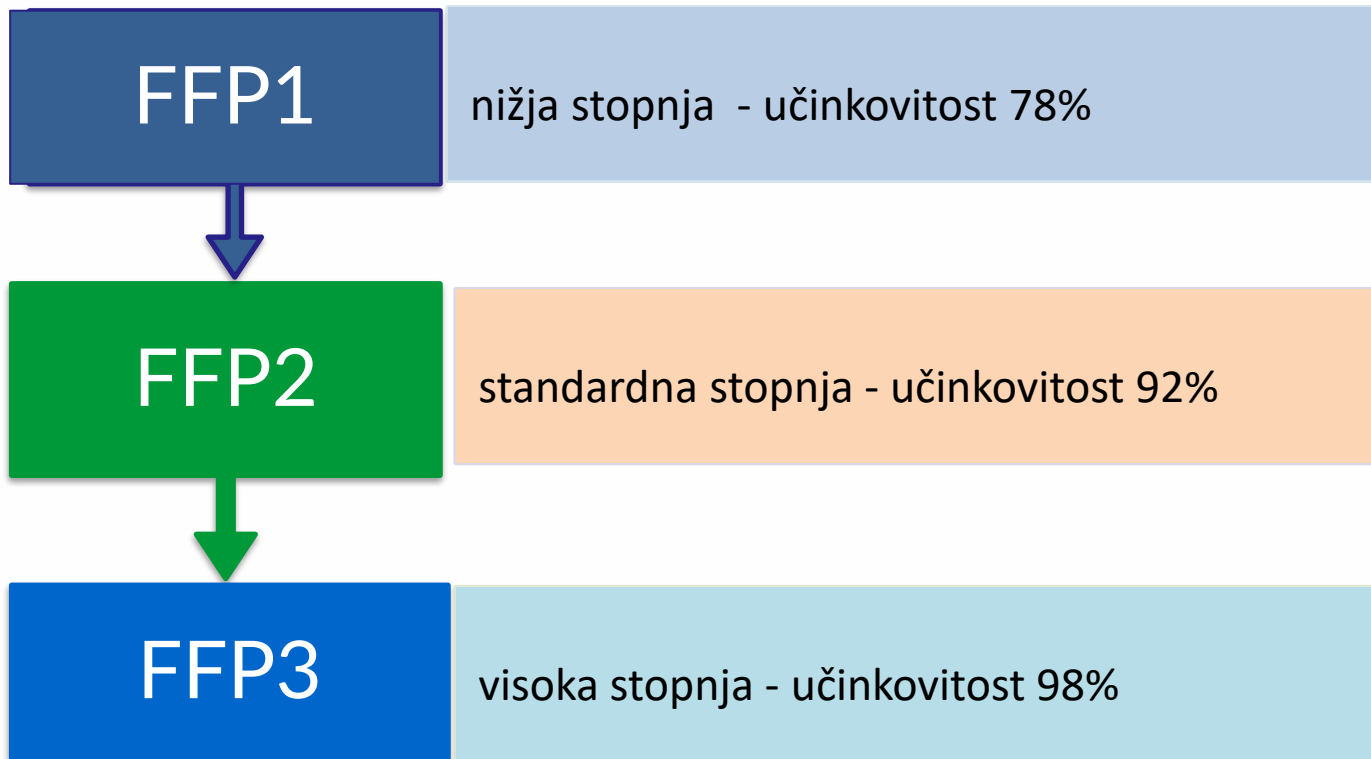 FFP1
nižja stopnja - učinkovitost 78%
FFP2
standardna stopnja - učinkovitost 92%
FFP3
visoka stopnja - učinkovitost 98%